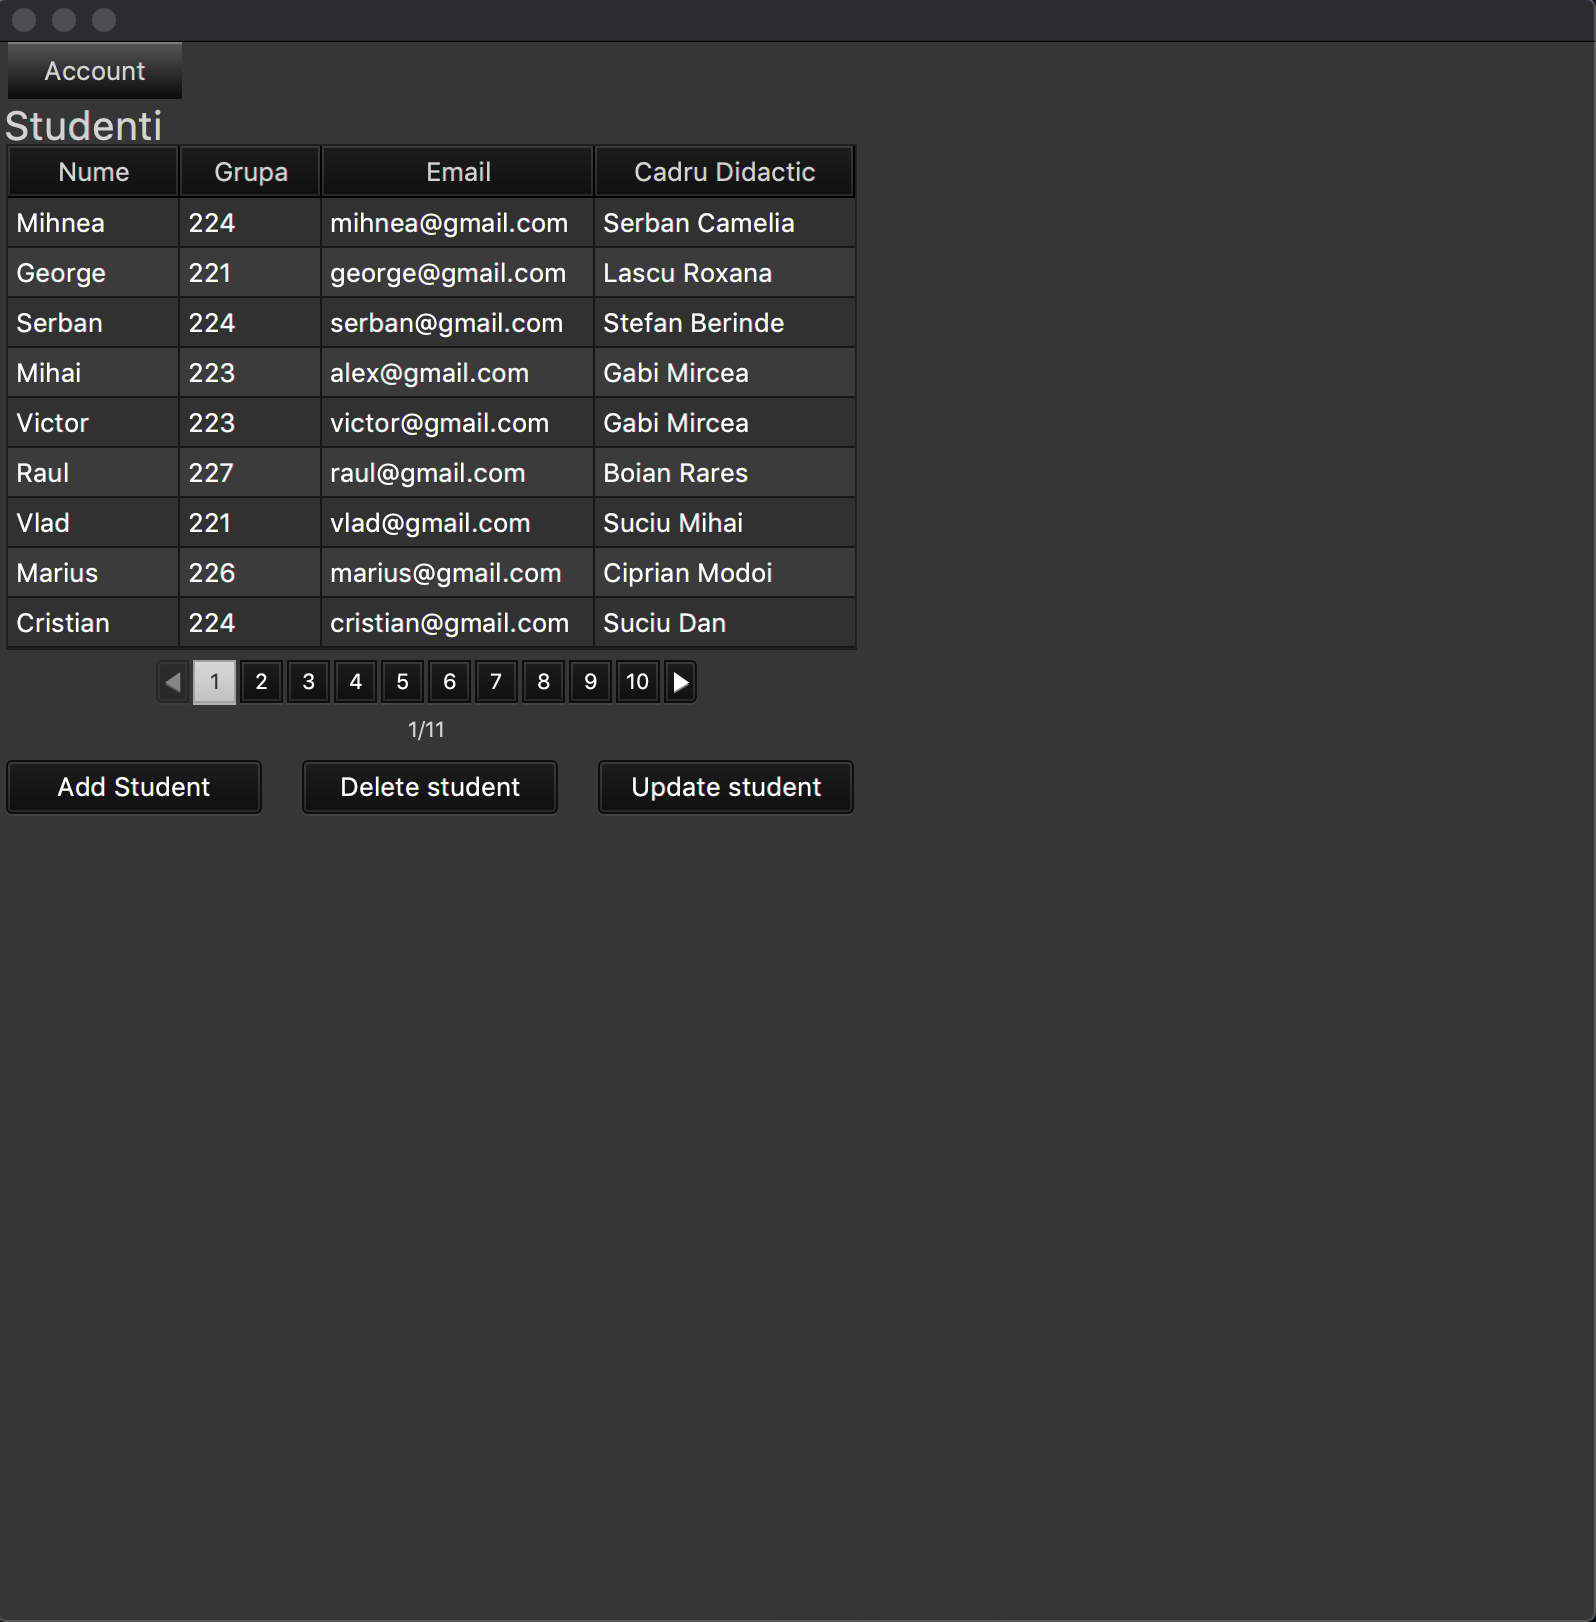 Account
Studenti
Nume Grupa Email Cadru Didactic
Mihnea 224 mihnea@gmail.com Serban Camelia
George 221 george@gmail.com Lascu Roxana
Serban 224 serban@gmail.com Stefan Berinde
Mihai 223 alex@gmail.com Gabi Mircea
Victor 223 victor@gmail.com Gabi Mircea
Raul 227 raul@gmail.com Boian Rares
Vlad 221 vlad@gmail.com Suciu Mihai
Marius 226 marius@gmail.com Ciprian Modoi
Cristian 224 cristian@gmail.com Suciu Dan
1 2 3 4 5 6 7 8 9 10
1/11
Add Student Delete student Update student